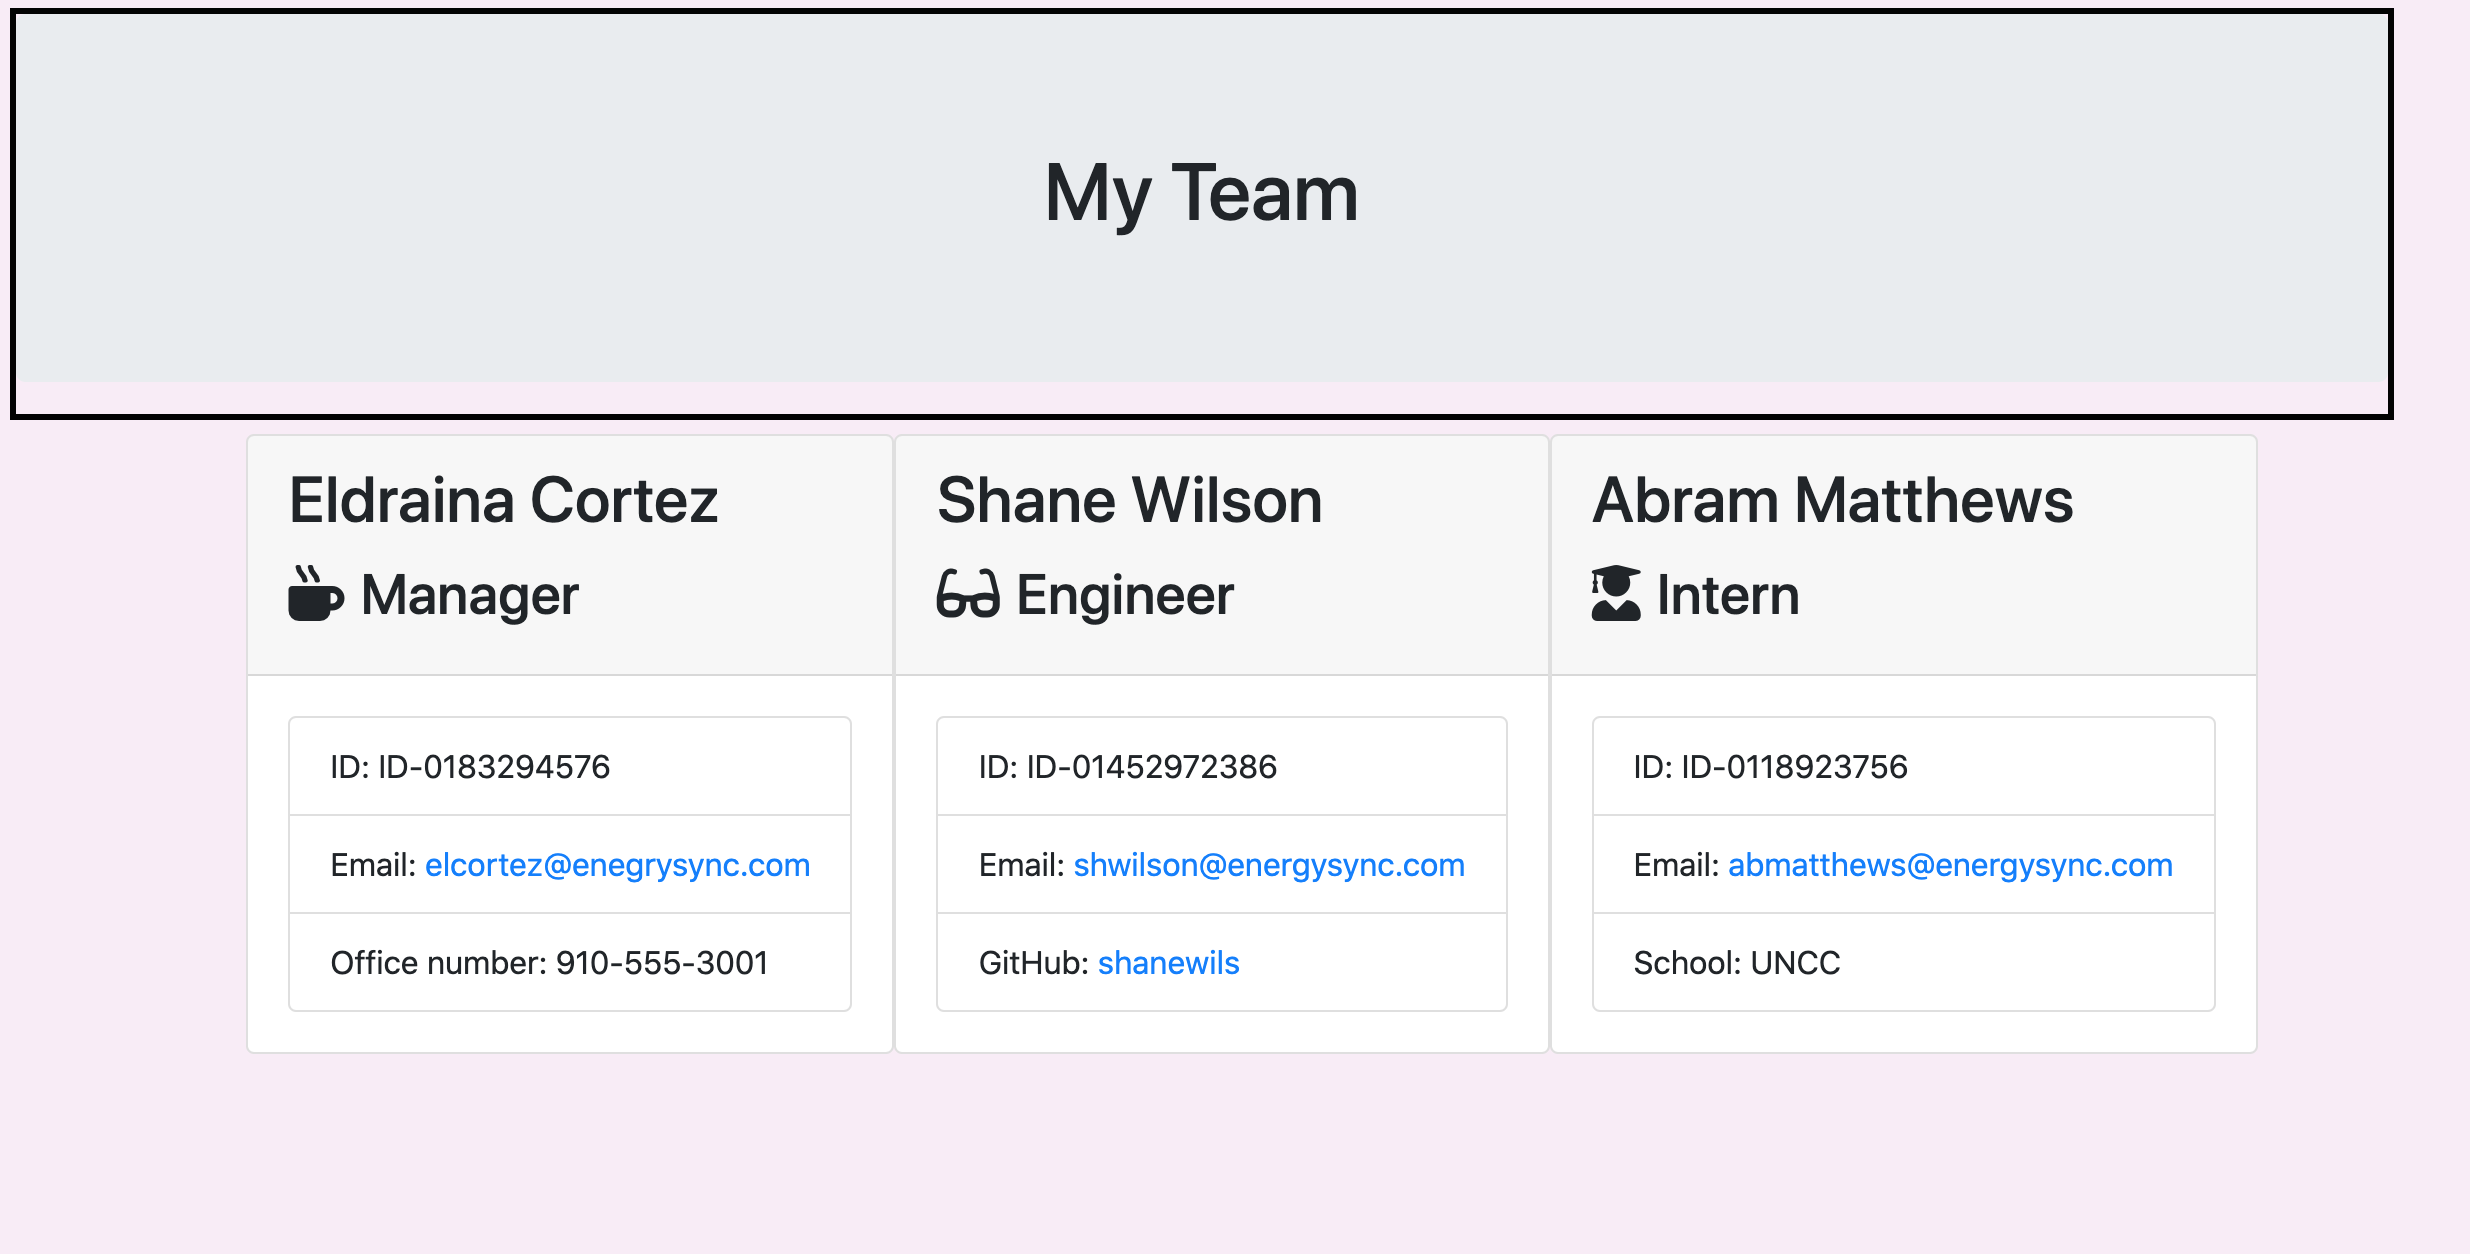 My Team
Eldraina Cortez
Manager
ID: ID-0183294576
Email: elcortez@enegrysync.com
Office number: 910-555-3001
Shane Wilson
Engineer
ID: ID-01452972386
Email: shwilson@energysync.com
GitHub: shanewils
Abram Matthews
Intern
ID: ID-0118923756
Email: abmatthews@energysync.com
School: UNCC